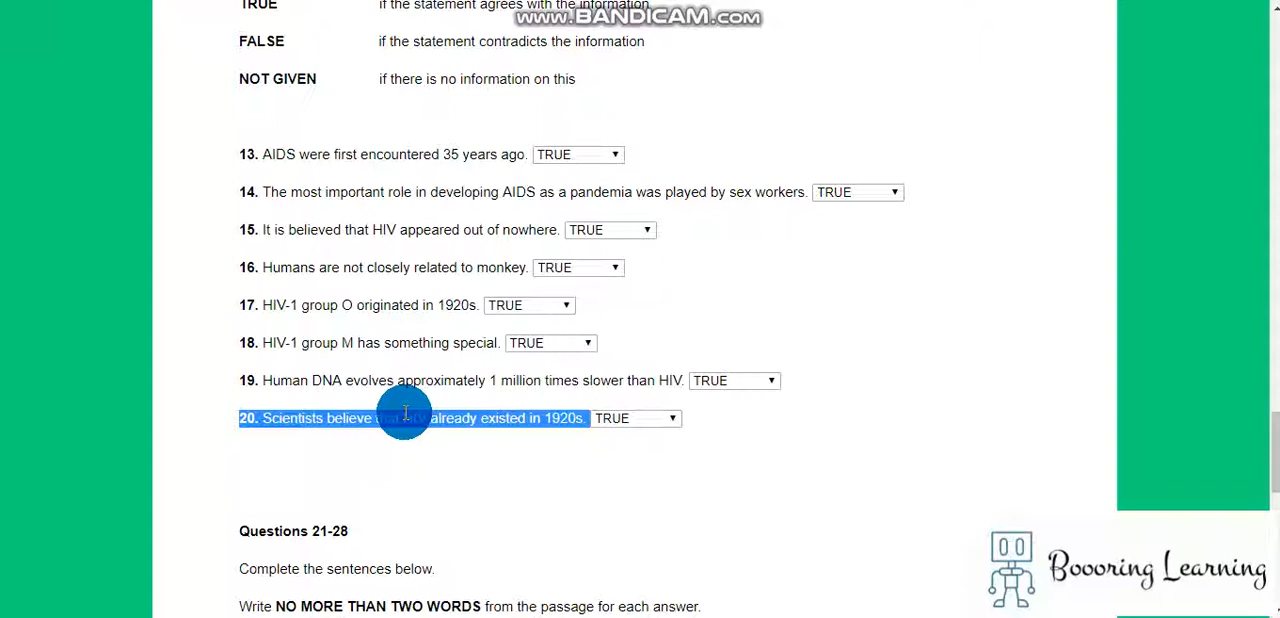 TRUE if the statement agrees with the information
www.BANDICAM.com
FALSE if the statement contradicts the information
NOT GIVEN if there is no information on this
13. AIDS were first encountered 35 years ago. TRUE
14. The most important role in developing AIDS as a pandemia was played by sex workers. TRUE
15. It is believed that HIV appeared out of nowhere. TRUE
16. Humans are not closely related to monkey. TRUE
17. HIV-1 group O originated in 1920s. TRUE
18. HIV-1 group M has something special. TRUE
19. Human DNA evolves approximately 1 million times slower than HIV. TRUE
20. Scientists believe that HIV already existed in 1920s. TRUE
Questions 21-28
Complete the sentences below.
Write NO MORE THAN TWO WORDS from the passage for each answer.
Boooring Learning